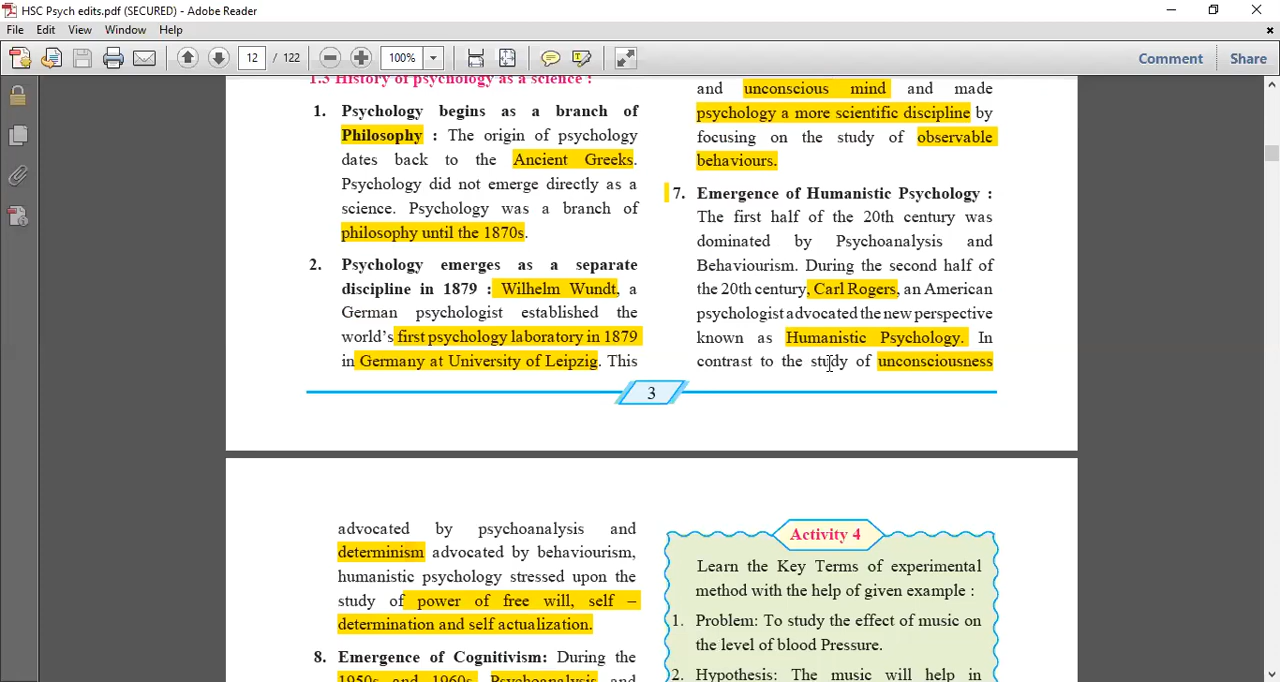 HSC Psych edits.pdf (SECURED) - Adobe Reader
File Edit View Window Help
12 / 122 100% Comment Share
1.3 History of psychology as a science :
1. Psychology begins as a branch of
Philosophy : The origin of psychology
dates back to the Ancient Greeks.
Psychology did not emerge directly as a
science. Psychology was a branch of
philosophy until the 1870s.
2. Psychology emerges as a separate
discipline in 1879 : Wilhelm Wundt, a
German psychologist established the
world's first psychology laboratory in 1879
in Germany at University of Leipzig. This
and unconscious mind and made
psychology a more scientific discipline by
focusing on the study of observable
behaviours.
7. Emergence of Humanistic Psychology :
The first half of the 20th century was
dominated by Psychoanalysis and
Behaviourism. During the second half of
the 20th century, Carl Rogers, an American
psychologist advocated the new perspective
known as Humanistic Psychology. In
contrast to the study of unconsciousness
3
advocated by psychoanalysis and
determinism advocated by behaviourism,
humanistic psychology stressed upon the
study of power of free will, self –
determination and self actualization.
8. Emergence of Cognitivism: During the
1950s and 1960s, Psychoanalysis and
Activity 4
Learn the Key Terms of experimental
method with the help of given example :
1. Problem: To study the effect of music on
the level of blood Pressure.
2. Hypothesis: The music will help in